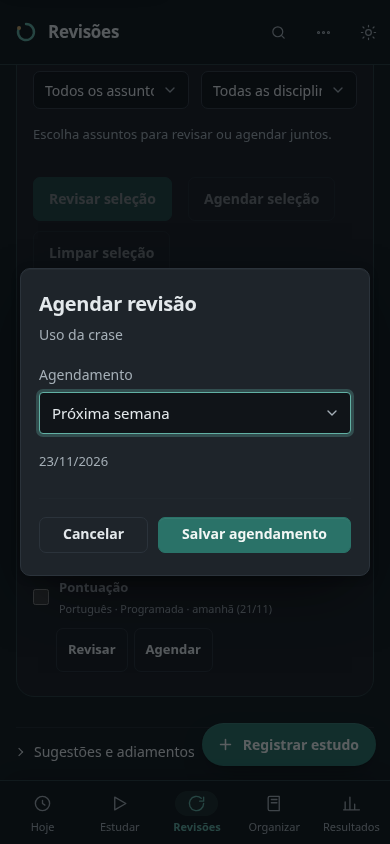 Revisões
Todos os assunto
Todas as disciplin
Escolha assuntos para revisar ou agendar juntos.
Revisar seleção
Agendar seleção
Limpar seleção
Agendar revisão
Uso da crase
Agendamento
Próxima semana
23/11/2026
Cancelar
Salvar agendamento
Pontuação
Português · Programada · amanhã (21/11)
Revisar
Agendar
Sugestões e adiamentos
Registrar estudo
Hoje
Estudar
Revisões
Organizar
Resultados